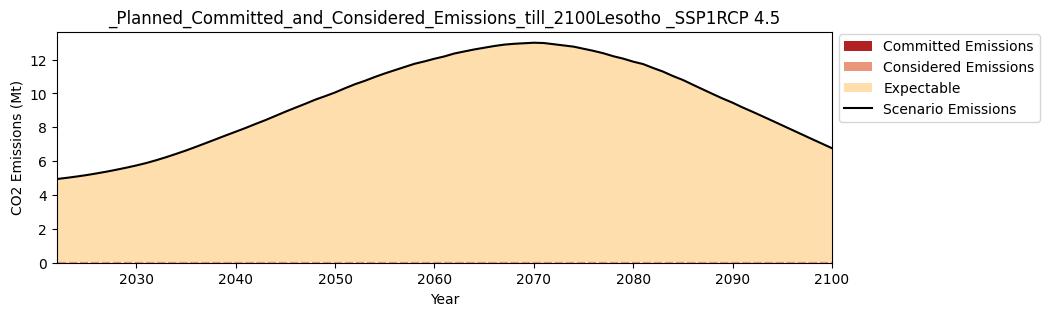 _Planned_Committed_and_Considered_Emissions_till_2100Lesotho _SSP1RCP 4.5
CO2 Emissions (Mt)
12
10
8
6
4
2
0
2030 2040 2050 2060 2070 2080 2090 2100
Year
Committed Emissions
Considered Emissions
Expectable
Scenario Emissions